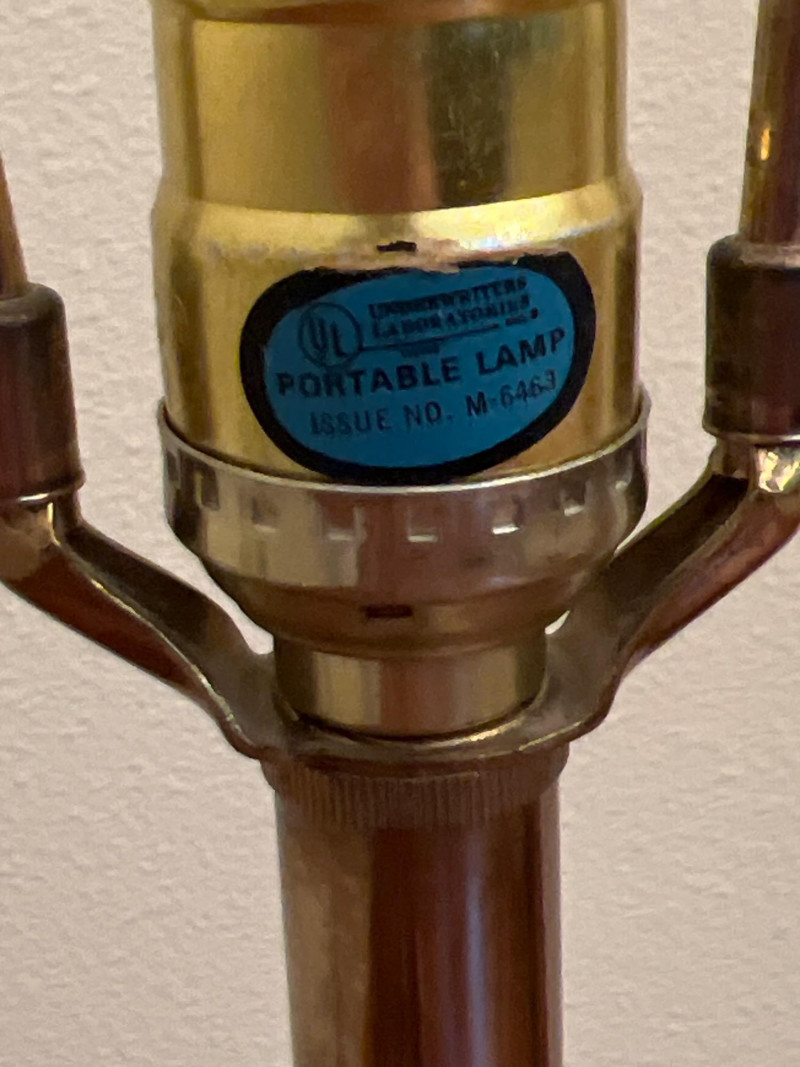 UL
UNDERWRITERS
LABORATORIES, INC.
PORTABLE LAMP
ISSUE NO. M-6463